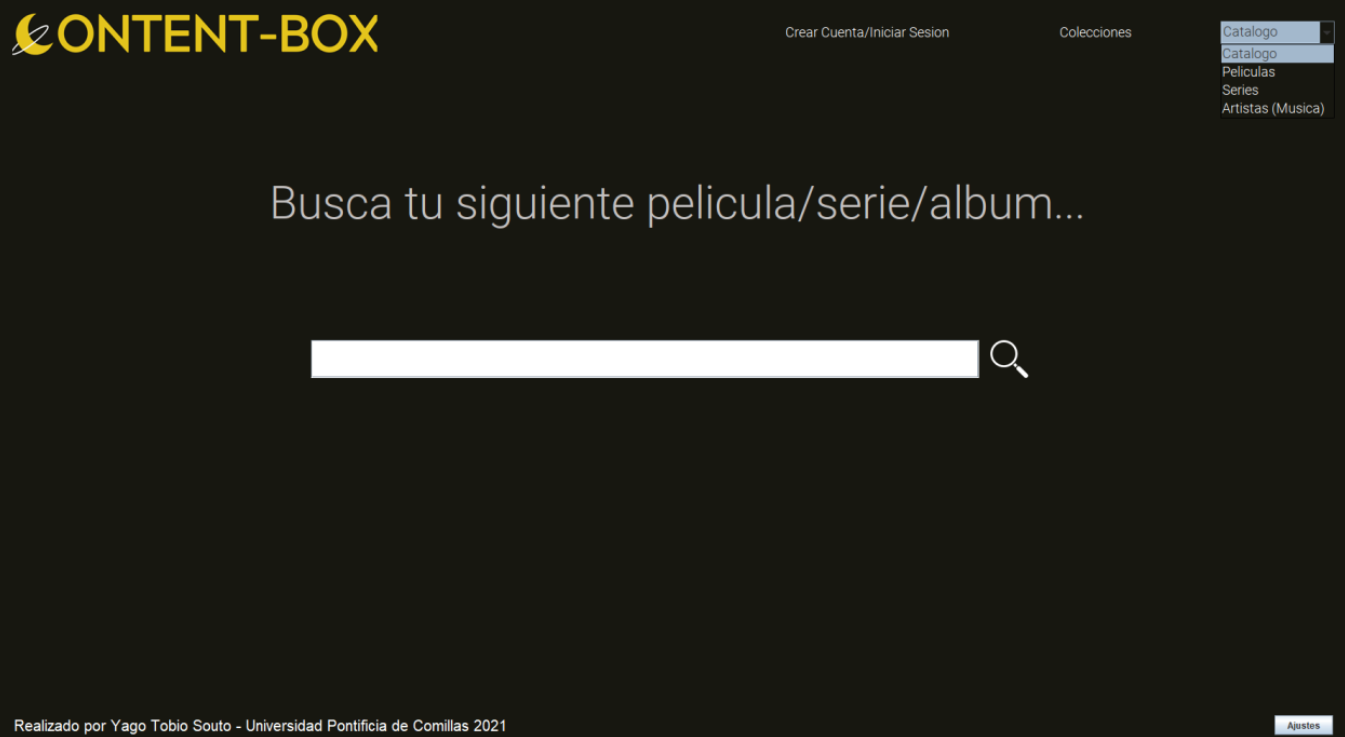 CONTENT-BOX
Crear Cuenta/Iniciar Sesion
Colecciones
Catalogo
Catalogo
Peliculas
Series
Artistas (Musica)
Busca tu siguiente pelicula/serie/album...
Realizado por Yago Tobio Souto - Universidad Pontificia de Comillas 2021
Ajustes